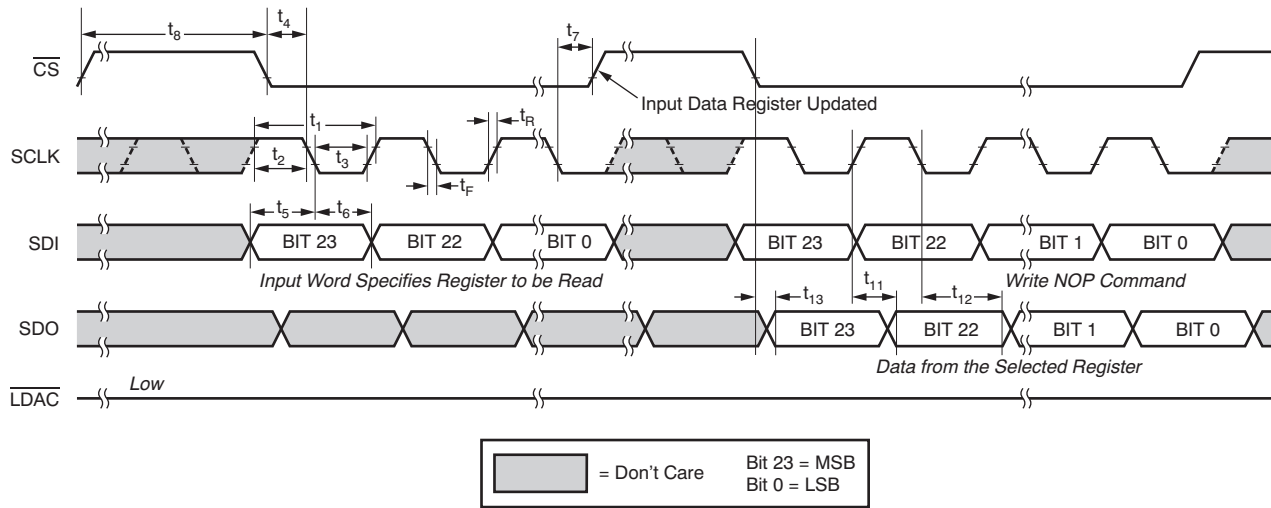 t8
t4
t7
CS
Input Data Register Updated
t1
tR
SCLK
t2
t3
tF
t5
t6
SDI
BIT 23
BIT 22
BIT 0
BIT 23
BIT 22
BIT 1
BIT 0
Input Word Specifies Register to be Read
Write NOP Command
t13
t11
t12
SDO
BIT 23
BIT 22
BIT 1
BIT 0
Data from the Selected Register
LDAC
Low
= Don't Care
Bit 23 = MSB
Bit 0 = LSB